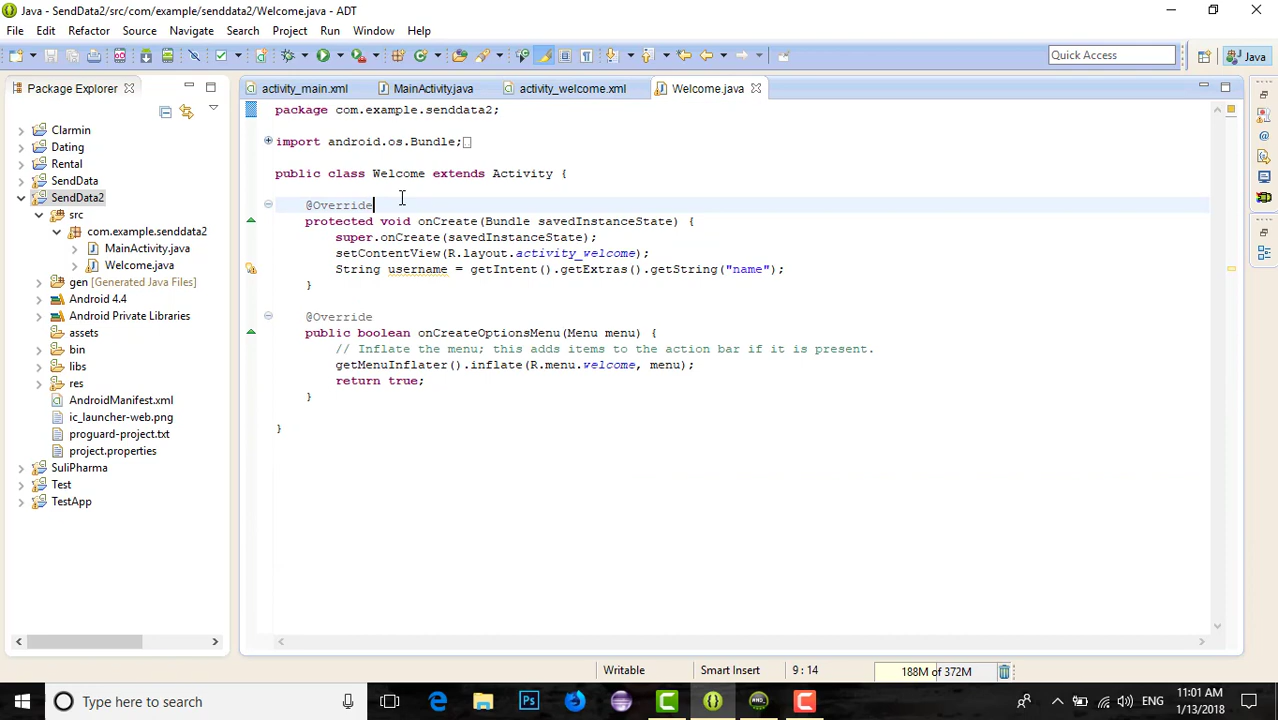 Java - SendData2/src/com/example/senddata2/Welcome.java - ADT
File Edit Refactor Source Navigate Search Project Run Window Help
Quick Access
Java
Package Explorer
activity_main.xml MainActivity.java activity_welcome.xml Welcome.java
Clarmin
Dating
Rental
SendData
SendData2
src
com.example.senddata2
MainActivity.java
Welcome.java
gen [Generated Java Files]
Android 4.4
Android Private Libraries
assets
bin
libs
res
AndroidManifest.xml
ic_launcher-web.png
proguard-project.txt
project.properties
SuliPharma
Test
TestApp
package com.example.senddata2;
import android.os.Bundle;
public class Welcome extends Activity {
@Override
protected void onCreate(Bundle savedInstanceState) {
super.onCreate(savedInstanceState);
setContentView(R.layout.activity_welcome);
String username = getIntent().getExtras().getString("name");
}
@Override
public boolean onCreateOptionsMenu(Menu menu) {
// Inflate the menu; this adds items to the action bar if it is present.
getMenuInflater().inflate(R.menu.welcome, menu);
return true;
}
}
Writable Smart Insert 9 : 14 188M of 372M
Type here to search
ENG
11:01 AM
1/13/2018